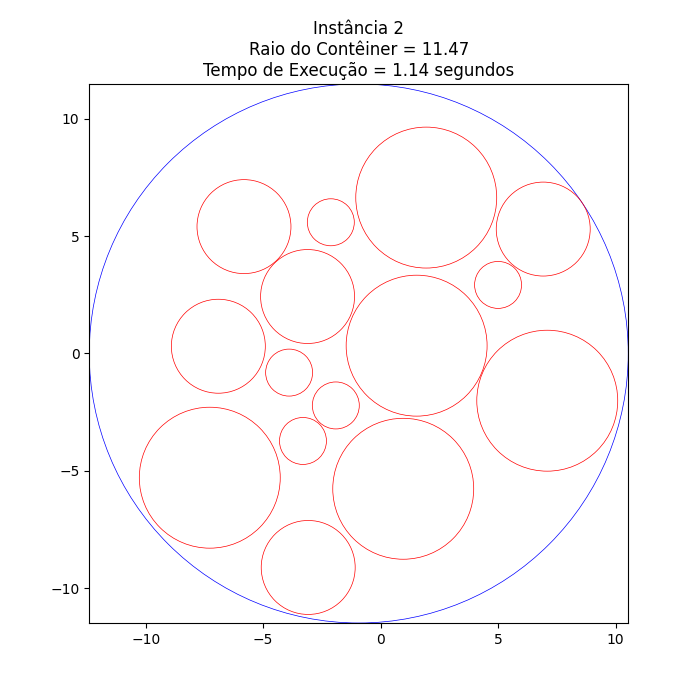 Instância 2
Raio do Contêiner = 11.47
Tempo de Execução = 1.14 segundos
10
5
0
−5
−10
−10 −5 0 5 10